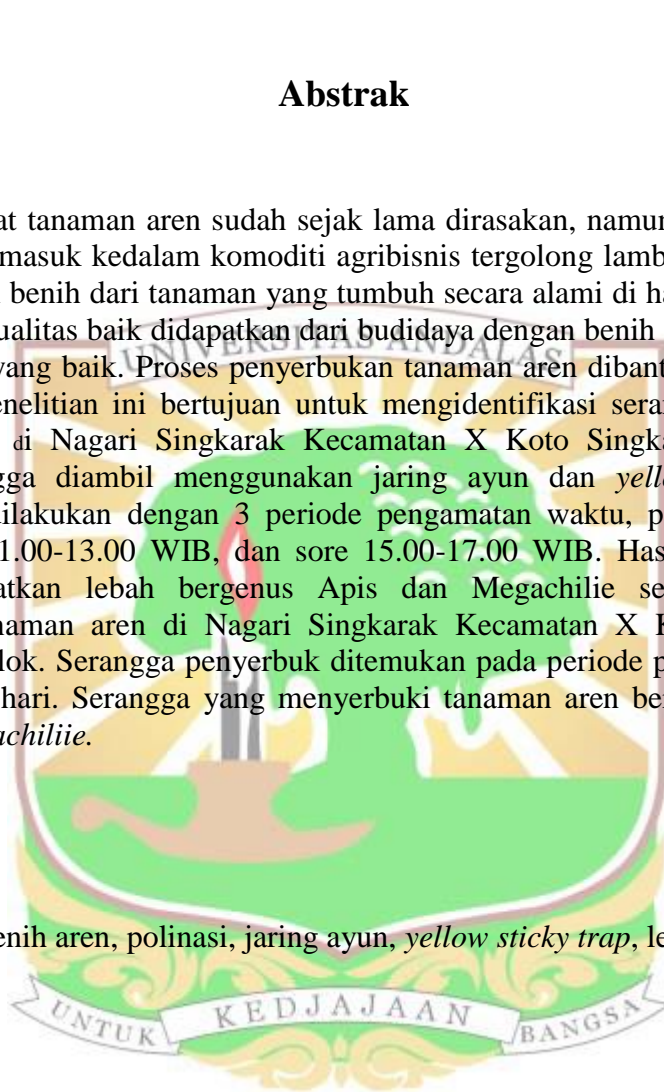 Abstrak
at tanaman aren sudah sejak lama dirasakan, namun
masuk kedalam komoditi agribisnis tergolong lamb
benih dari tanaman yang tumbuh secara alami di ha
ualitas baik didapatkan dari budidaya dengan benih
yang baik. Proses penyerbukan tanaman aren dibant
enelitian ini bertujuan untuk mengidentifikasi sera
di Nagari Singkarak Kecamatan X Koto Singka
gga diambil menggunakan jaring ayun dan yell
ilakukan dengan 3 periode pengamatan waktu, p
1.00-13.00 WIB, dan sore 15.00-17.00 WIB. Has
atkan lebah bergenus Apis dan Megachilie se
naman aren di Nagari Singkarak Kecamatan X K
lok. Serangga penyerbuk ditemukan pada periode p
hari. Serangga yang menyerbuki tanaman aren ber
achiliie.
enih aren, polinasi, jaring ayun, yellow sticky trap, le
UNIVERSITAS ANDALAS
UNTUK KEDJAJAAN BANGSA